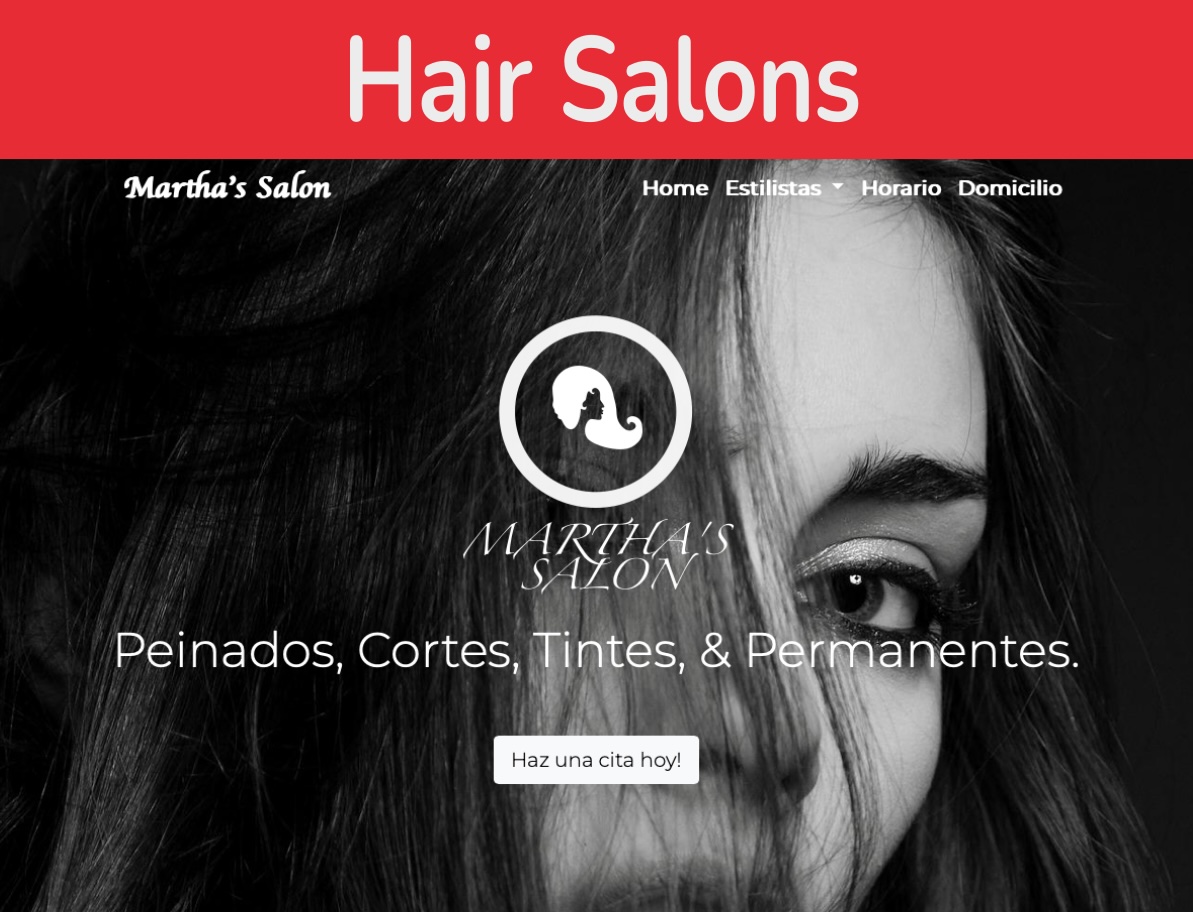 Hair Salons
Martha's Salon
Home Estilistas Horario Domicilio
MARTHA'S
SALON
Peinados, Cortes, Tintes, & Permanentes.
Haz una cita hoy!